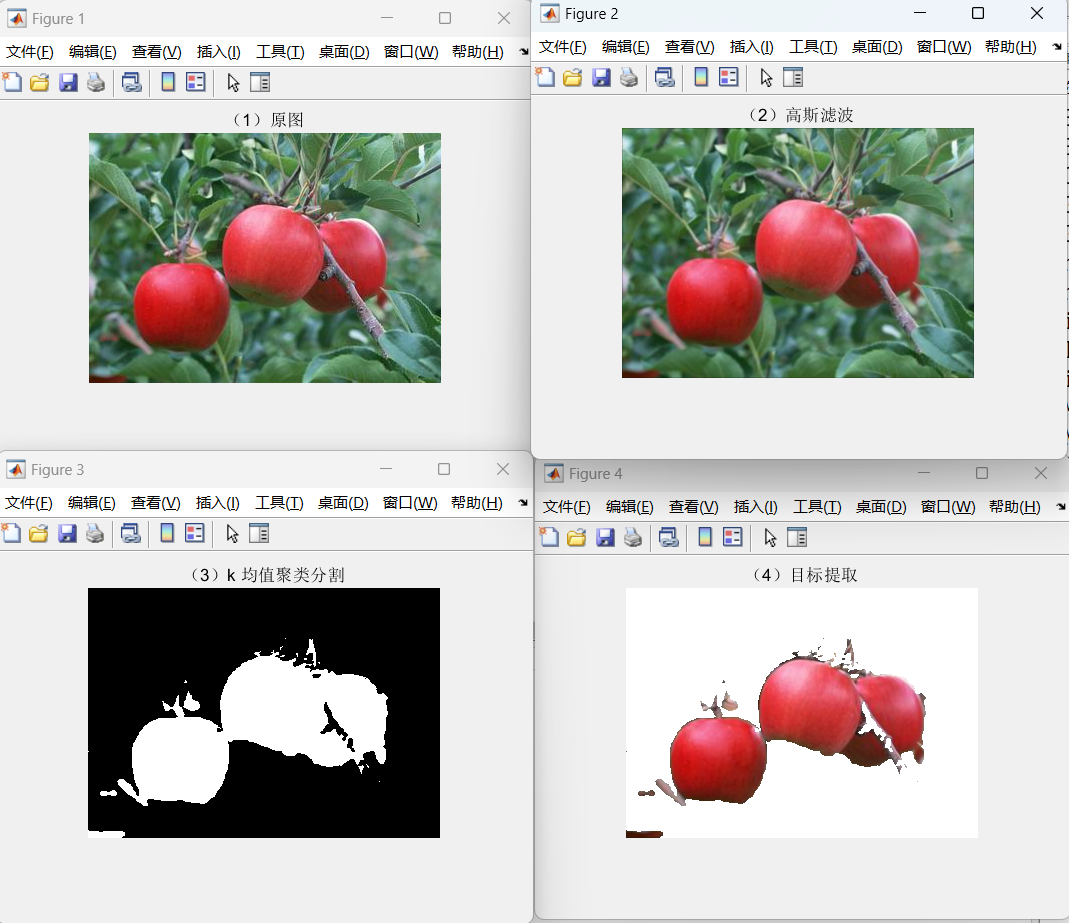 Figure 1
文件(F) 编辑(E) 查看(V) 插入(I) 工具(T) 桌面(D) 窗口(W) 帮助(H)
（1）原图
Figure 2
文件(F) 编辑(E) 查看(V) 插入(I) 工具(T) 桌面(D) 窗口(W) 帮助(H)
（2）高斯滤波
Figure 3
文件(F) 编辑(E) 查看(V) 插入(I) 工具(T) 桌面(D) 窗口(W) 帮助(H)
（3）k 均值聚类分割
Figure 4
文件(F) 编辑(E) 查看(V) 插入(I) 工具(T) 桌面(D) 窗口(W) 帮助(H)
（4）目标提取